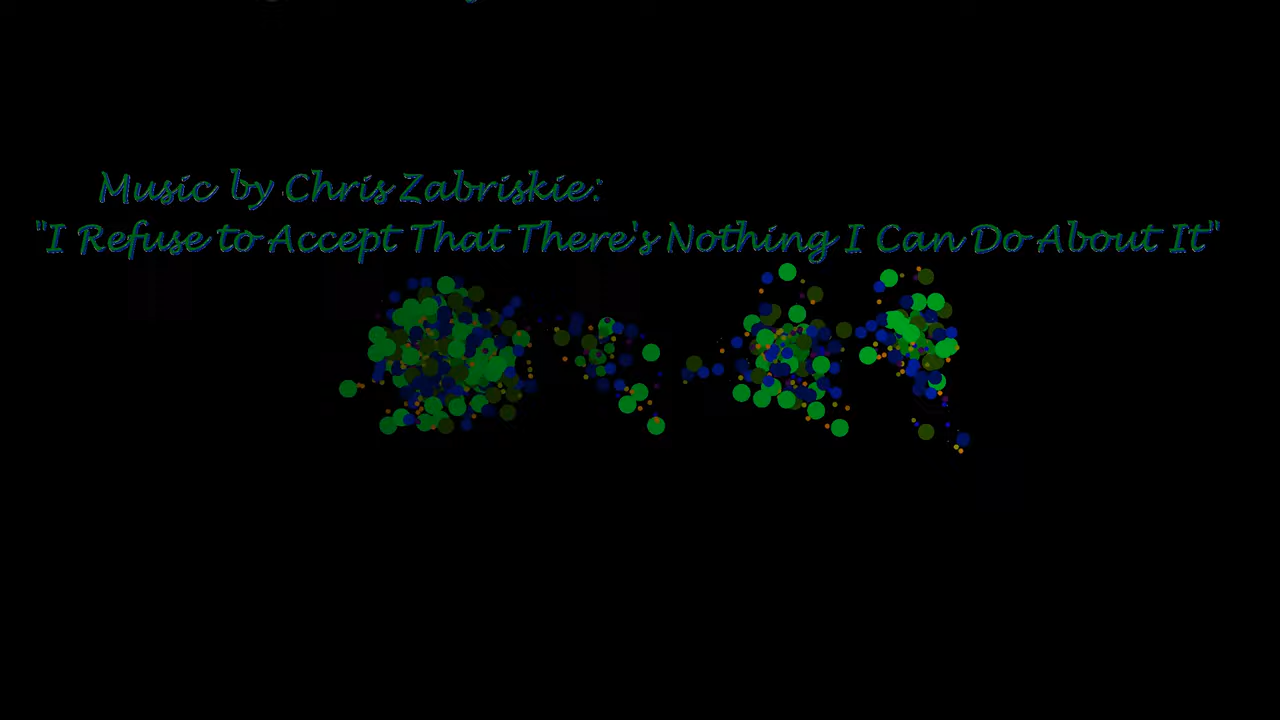 Music by Chris Zabriskie:
"I Refuse to Accept That There's Nothing I Can Do About It"